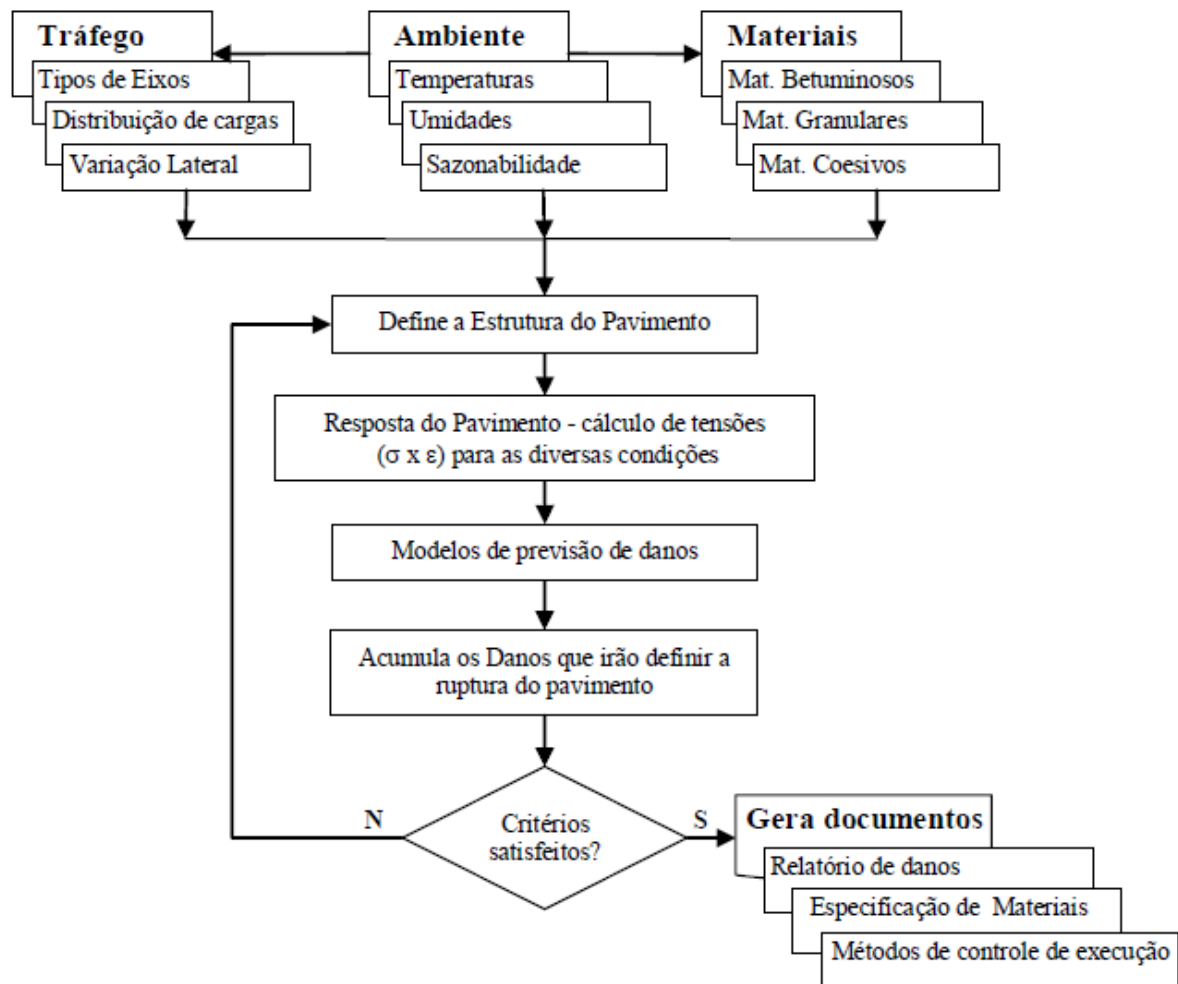 Tráfego
Tipos de Eixos
Distribuição de cargas
Variação Lateral
Ambiente
Temperaturas
Umidades
Sazonabilidade
Materiais
Mat. Betuminosos
Mat. Granulares
Mat. Coesivos
Define a Estrutura do Pavimento
Resposta do Pavimento - cálculo de tensões
(σ x ε) para as diversas condições
Modelos de previsão de danos
Acumula os Danos que irão definir a
ruptura do pavimento
Critérios
satisfeitos?
N
S
Gera documentos
Relatório de danos
Especificação de Materiais
Métodos de controle de execução